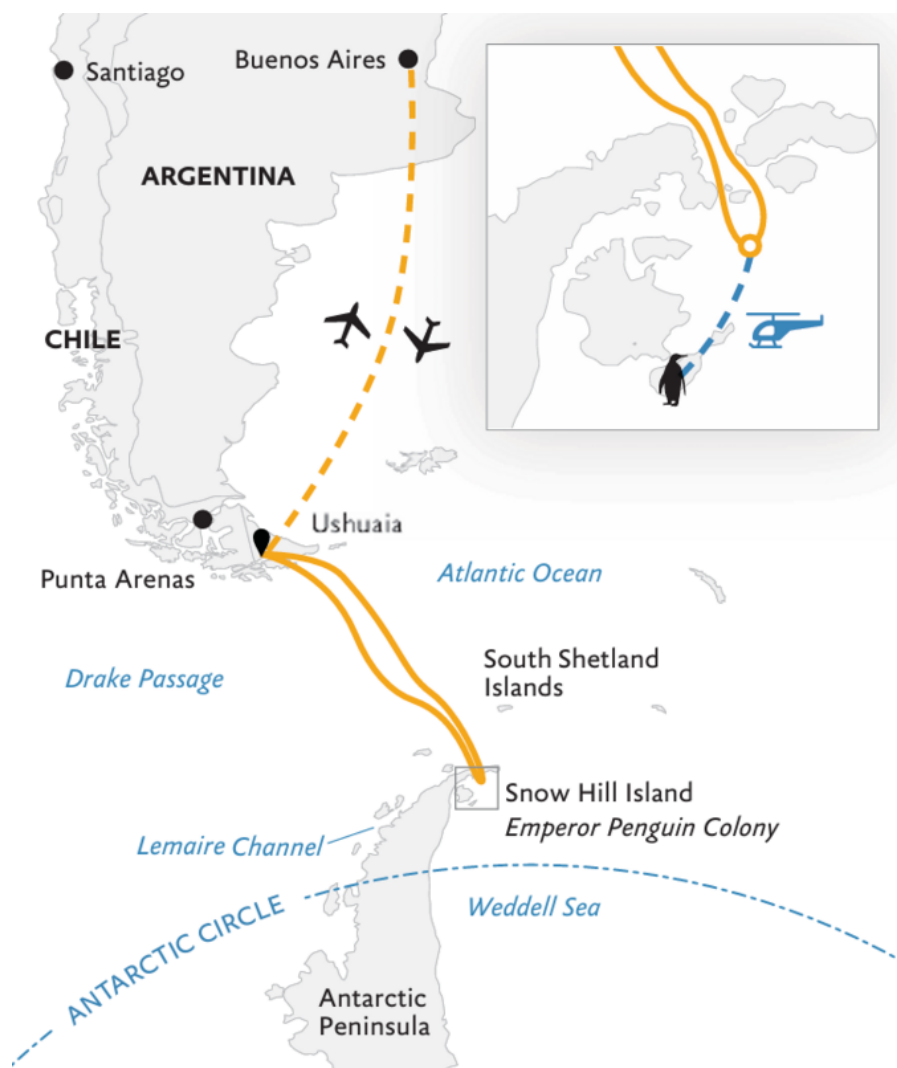 Santiago
Buenos Aires
ARGENTINA
CHILE
Ushuaia
Punta Arenas
Atlantic Ocean
Drake Passage
South Shetland
Islands
Snow Hill Island
Emperor Penguin Colony
Lemaire Channel
Weddell Sea
ANTARCTIC CIRCLE
Antarctic
Peninsula